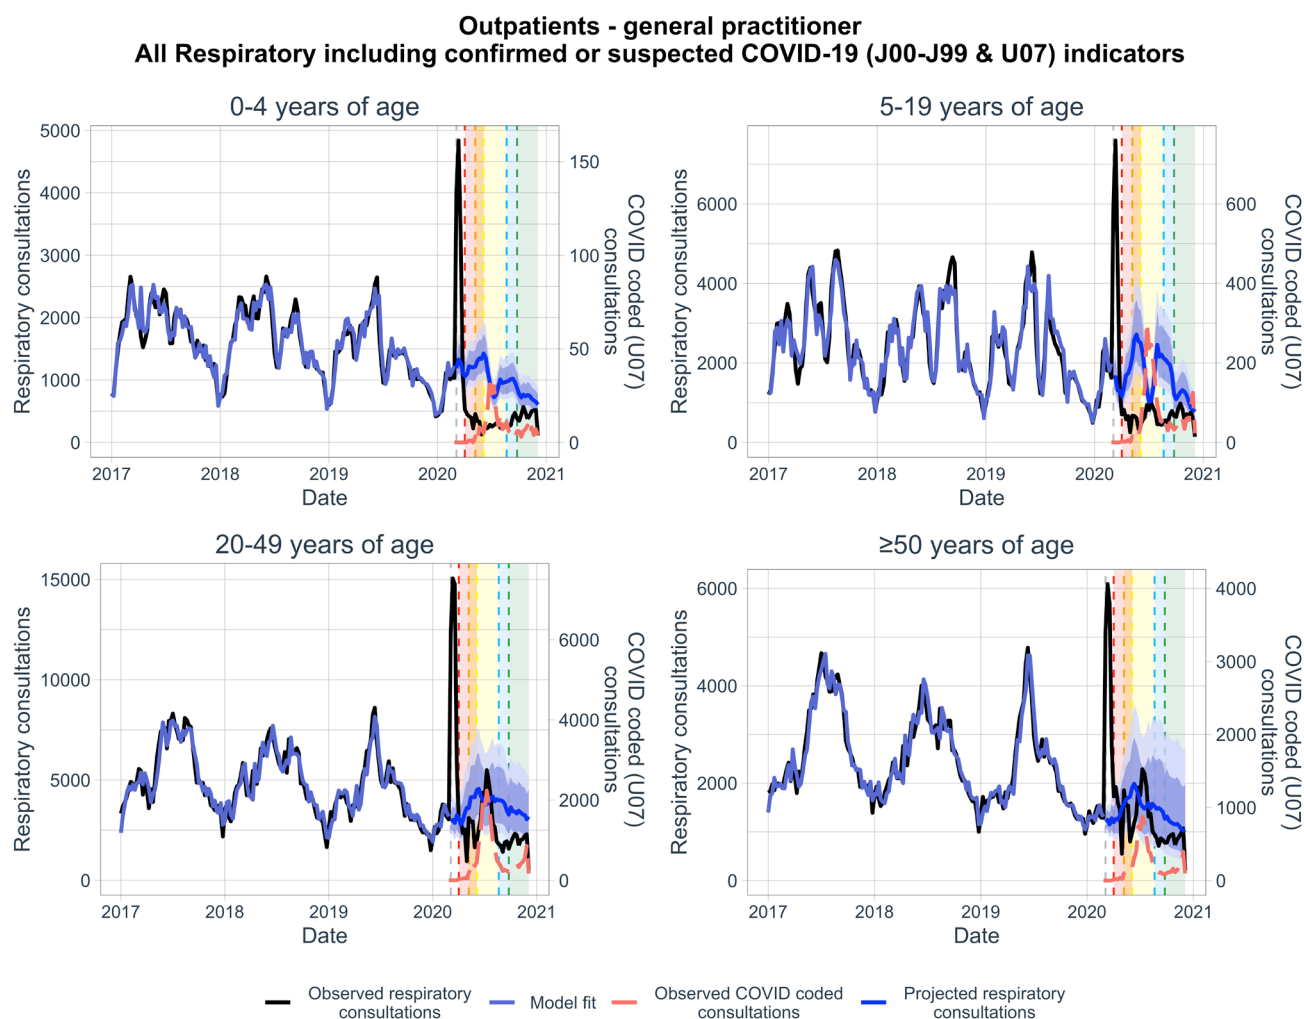 Outpatients - general practitioner
All Respiratory including confirmed or suspected COVID-19 (J00-J99 & U07) indicators
0-4 years of age
Respiratory consultations
5000
4000
3000
2000
1000
0
150
100
50
0
COVID coded (U07)
consultations
2017 2018 2019 2020 2021
Date
5-19 years of age
Respiratory consultations
6000
4000
2000
0
600
400
200
0
COVID coded (U07)
consultations
2017 2018 2019 2020 2021
Date
20-49 years of age
Respiratory consultations
15000
10000
5000
0
6000
4000
2000
0
COVID coded (U07)
consultations
2017 2018 2019 2020 2021
Date
≥50 years of age
Respiratory consultations
6000
4000
2000
0
4000
3000
2000
1000
0
COVID coded (U07)
consultations
2017 2018 2019 2020 2021
Date
Observed respiratory
consultations
Model fit
Observed COVID coded
consultations
Projected respiratory
consultations